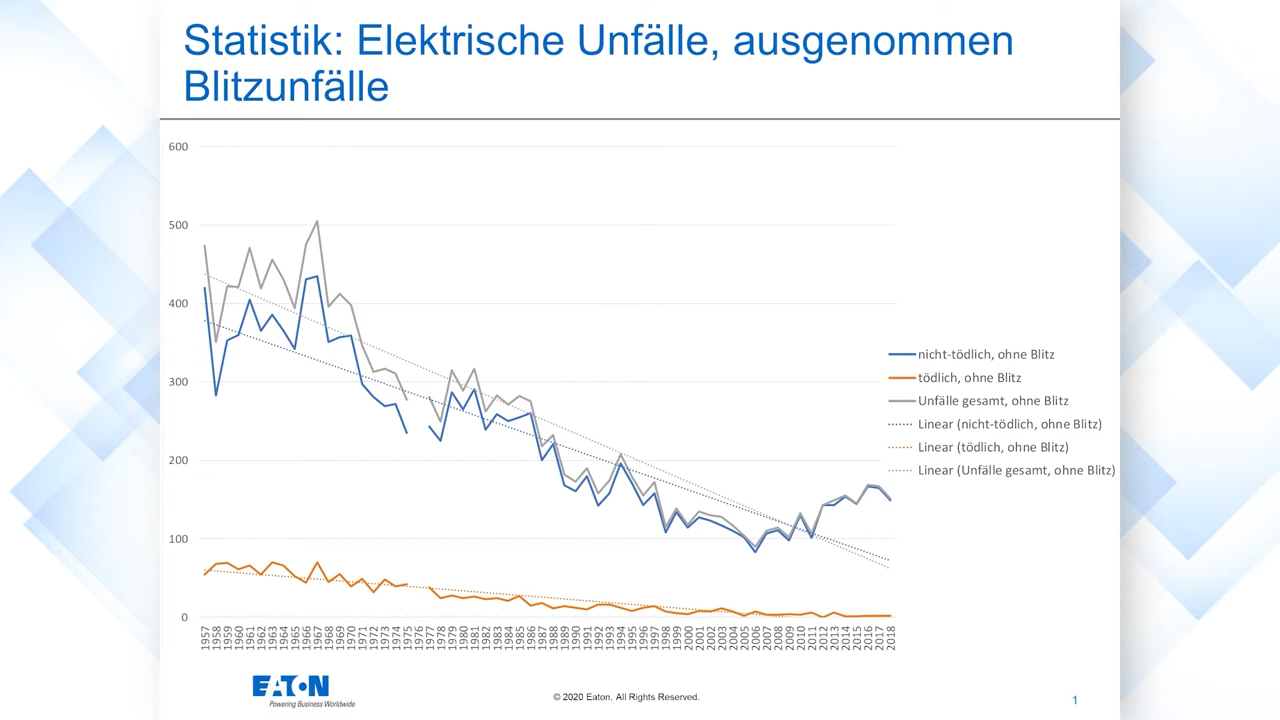 Statistik: Elektrische Unfälle, ausgenommen
Blitzunfälle
600
500
400
300
200
100
0
1957 1958 1959 1960 1961 1962 1963 1964 1965 1966 1967 1968 1969 1970 1971 1972 1973 1974 1975 1976 1977 1978 1979 1980 1981 1982 1983 1984 1985 1986 1987 1988 1989 1990 1991 1992 1993 1994 1995 1996 1997 1998 1999 2000 2001 2002 2003 2004 2005 2006 2007 2008 2009 2010 2011 2012 2013 2014 2015 2016 2017 2018
nicht-tödlich, ohne Blitz
tödlich, ohne Blitz
Unfälle gesamt, ohne Blitz
Linear (nicht-tödlich, ohne Blitz)
Linear (tödlich, ohne Blitz)
Linear (Unfälle gesamt, ohne Blitz)
EATON
Powering Business Worldwide
© 2020 Eaton. All Rights Reserved.
1